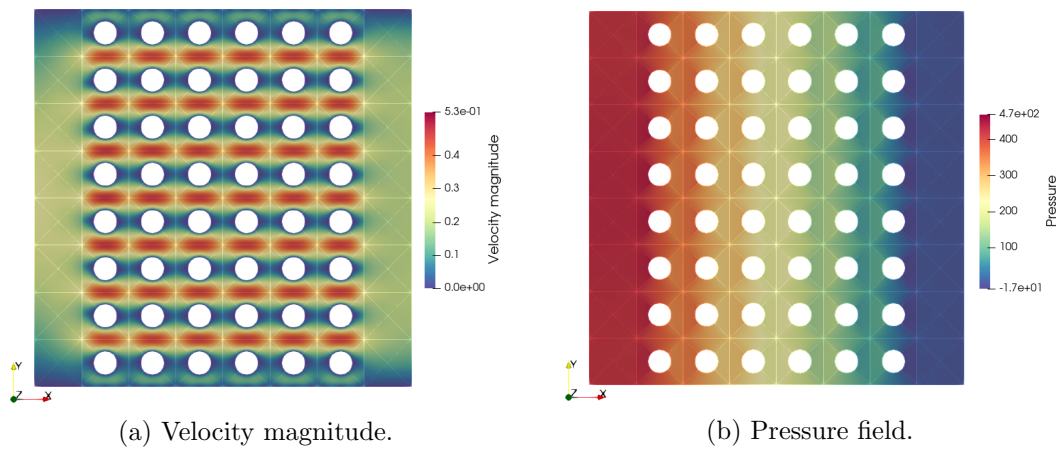 5.3e-01
0.4
0.3
0.2
0.1
0.0e+00
Velocity magnitude
Y
Z
X
(a) Velocity magnitude.
4.7e+02
400
300
200
100
-1.7e+01
Pressure
Y
Z
X
(b) Pressure field.